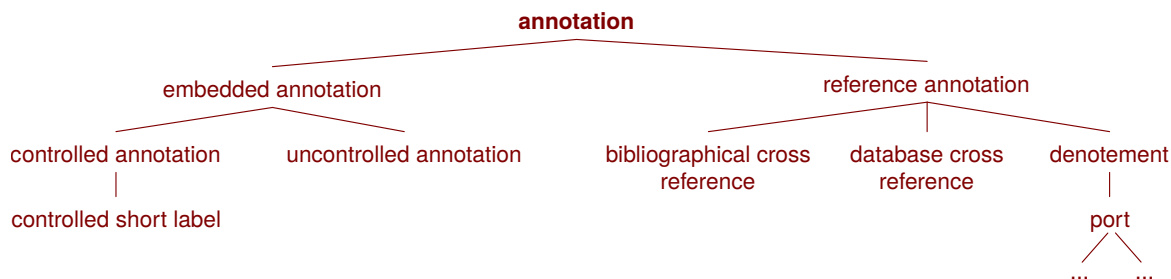 annotation
embedded annotation
reference annotation
controlled annotation
uncontrolled annotation
bibliographical cross
reference
database cross
reference
denotement
controlled short label
port
...
...